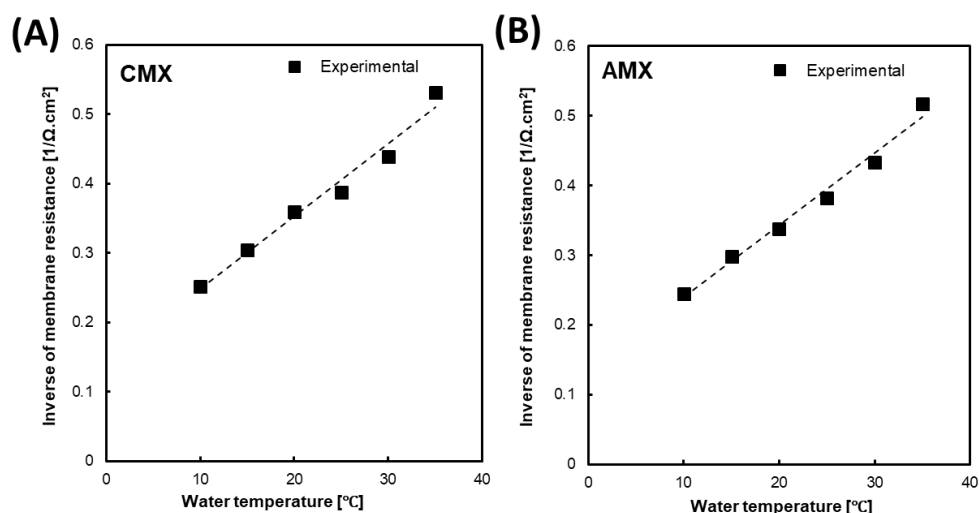 (A)
CMX
■ Experimental
Inverse of membrane resistance [1/Ω.cm²]
0.6
0.5
0.4
0.3
0.2
0.1
0
0 10 20 30 40
Water temperature [℃]
(B)
AMX
■ Experimental
Inverse of membrane resistance [1/Ω.cm²]
0.6
0.5
0.4
0.3
0.2
0.1
0
0 10 20 30 40
Water temperature [℃]